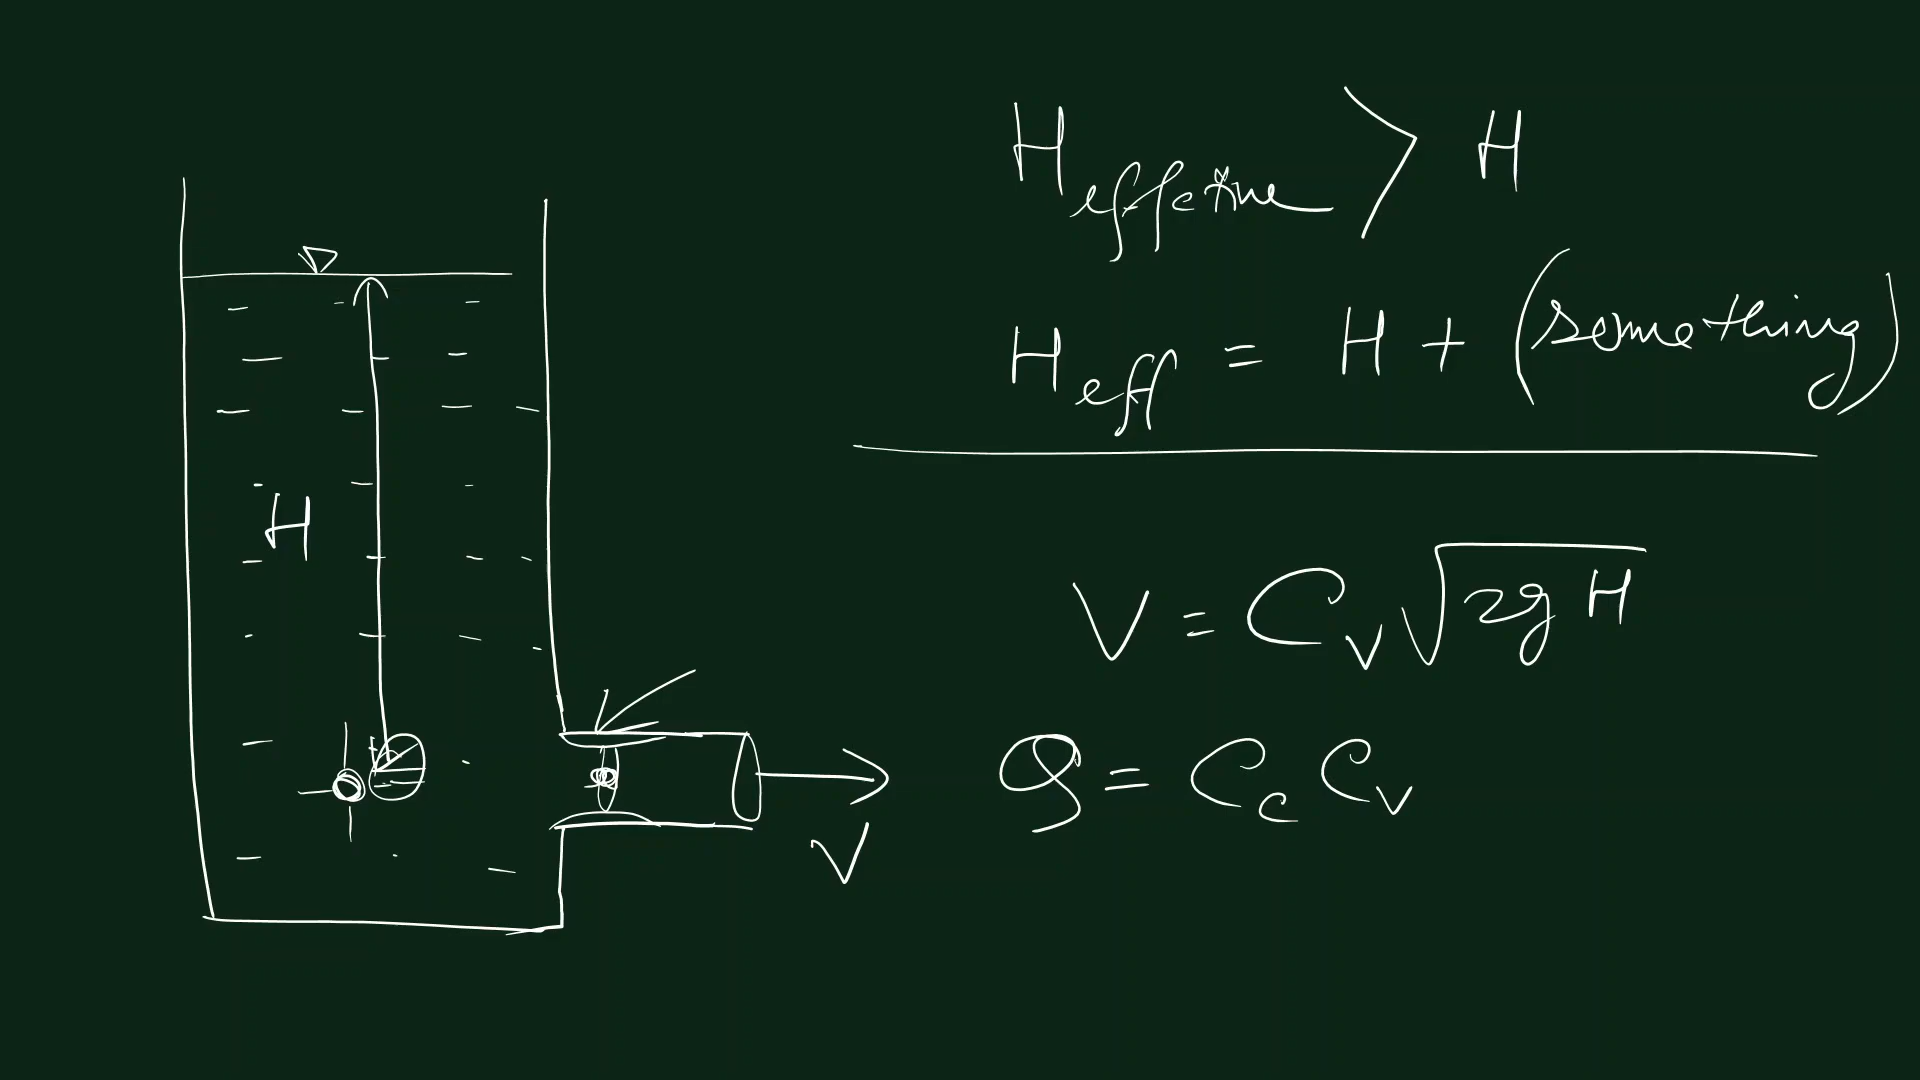 H effective > H
H eff = H + (something)
H
V = C_v √2gH
Q = C_c C_v
V